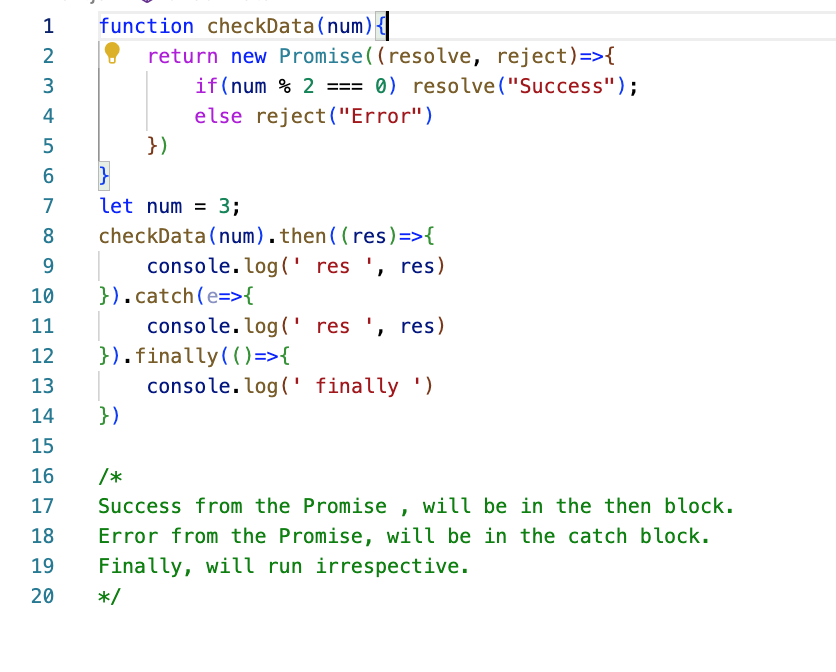 1 function checkData(num){
2 return new Promise((resolve, reject)=>{
3 if(num % 2 === 0) resolve("Success");
4 else reject("Error")
5 })
6 }
7 let num = 3;
8 checkData(num).then((res)=>{
9 console.log(' res ', res)
10 }).catch(e=>{
11 console.log(' res ', res)
12 }).finally(()=>{
13 console.log(' finally ')
14 })
15
16 /*
17 Success from the Promise , will be in the then block.
18 Error from the Promise, will be in the catch block.
19 Finally, will run irrespective.
20 */